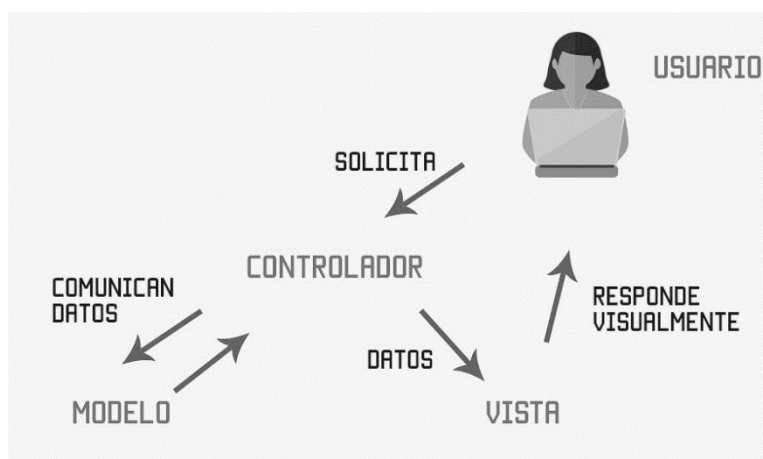 USUARIO
SOLICITA
CONTROLADOR
COMUNICAN
DATOS
RESPONDE
VISUALMENTE
DATOS
MODELO
VISTA